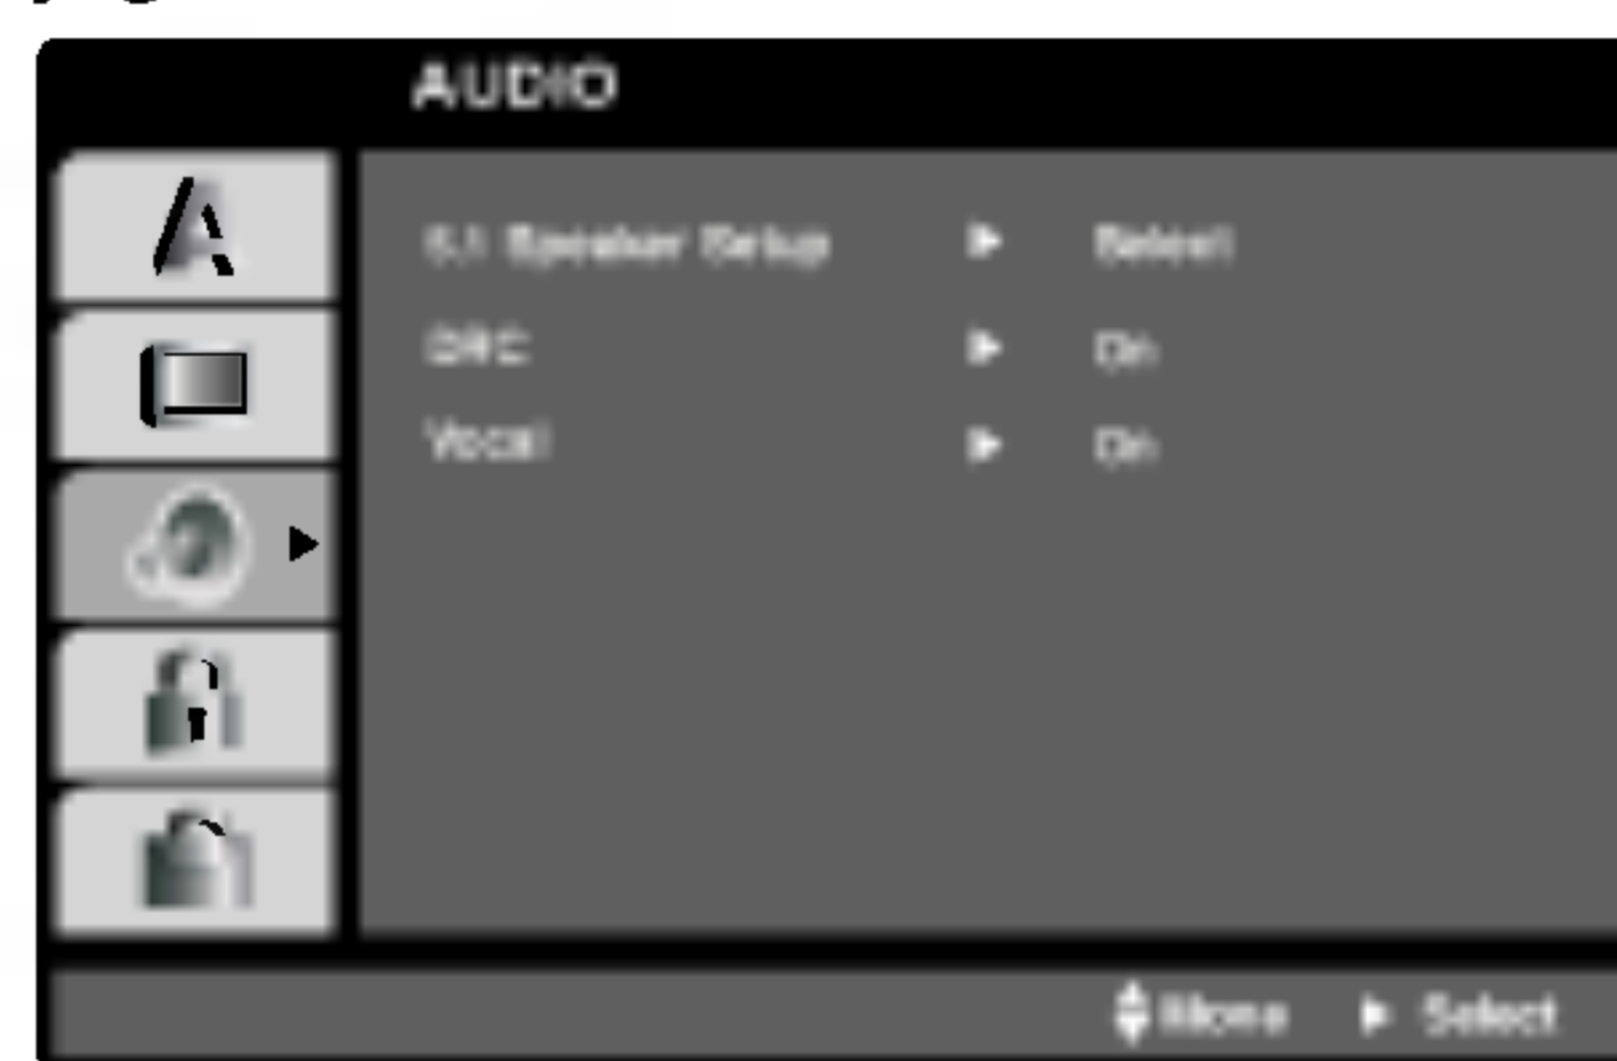 AUDIO
5.1 Speaker Setup ▶ Select
DRC ▶ On
Vocal ▶ On
Move ▶ Select